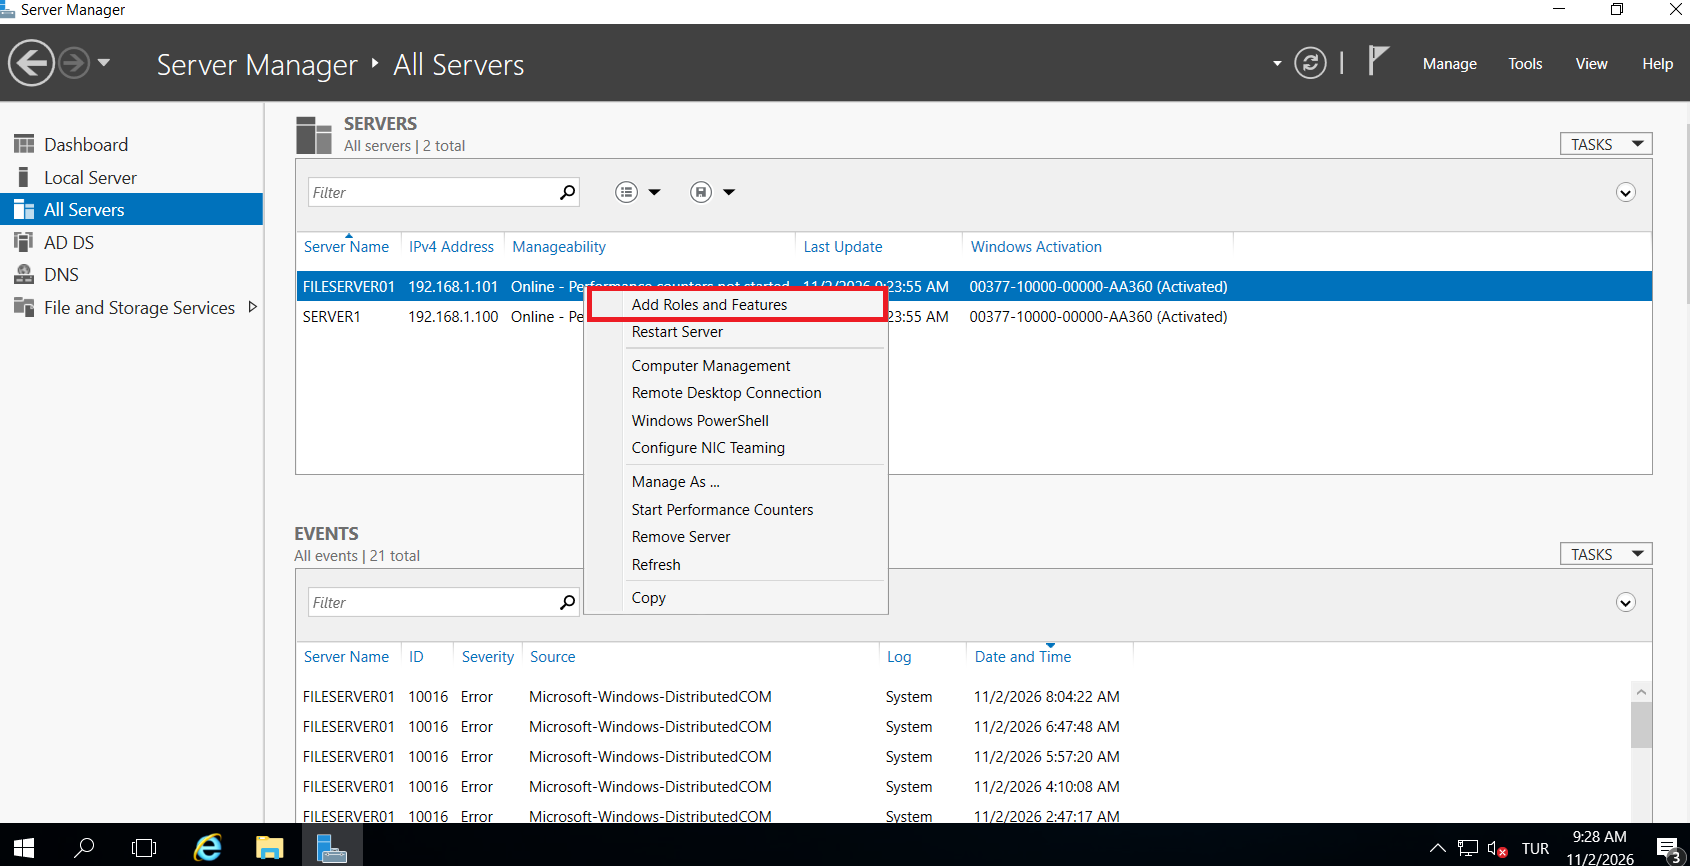 Server Manager
Server Manager ‣ All Servers
Manage Tools View Help
Dashboard
Local Server
All Servers
AD DS
DNS
File and Storage Services
SERVERS
All servers | 2 total
TASKS
Filter
Server Name IPv4 Address Manageability Last Update Windows Activation
FILESERVER01 192.168.1.101 Online - Performance counters not started 11/2/2026 9:23:55 AM 00377-10000-00000-AA360 (Activated)
SERVER1 192.168.1.100 Online - Pe 23:55 AM 00377-10000-00000-AA360 (Activated)
Add Roles and Features
Restart Server
Computer Management
Remote Desktop Connection
Windows PowerShell
Configure NIC Teaming
Manage As ...
Start Performance Counters
Remove Server
Refresh
Copy
EVENTS
All events | 21 total
TASKS
Filter
Server Name ID Severity Source Log Date and Time
FILESERVER01 10016 Error Microsoft-Windows-DistributedCOM System 11/2/2026 8:04:22 AM
FILESERVER01 10016 Error Microsoft-Windows-DistributedCOM System 11/2/2026 6:47:48 AM
FILESERVER01 10016 Error Microsoft-Windows-DistributedCOM System 11/2/2026 5:57:20 AM
FILESERVER01 10016 Error Microsoft-Windows-DistributedCOM System 11/2/2026 4:10:08 AM
FILESERVER01 10016 Error Microsoft-Windows-DistributedCOM System 11/2/2026 2:47:17 AM
TUR
9:28 AM
11/2/2026
3